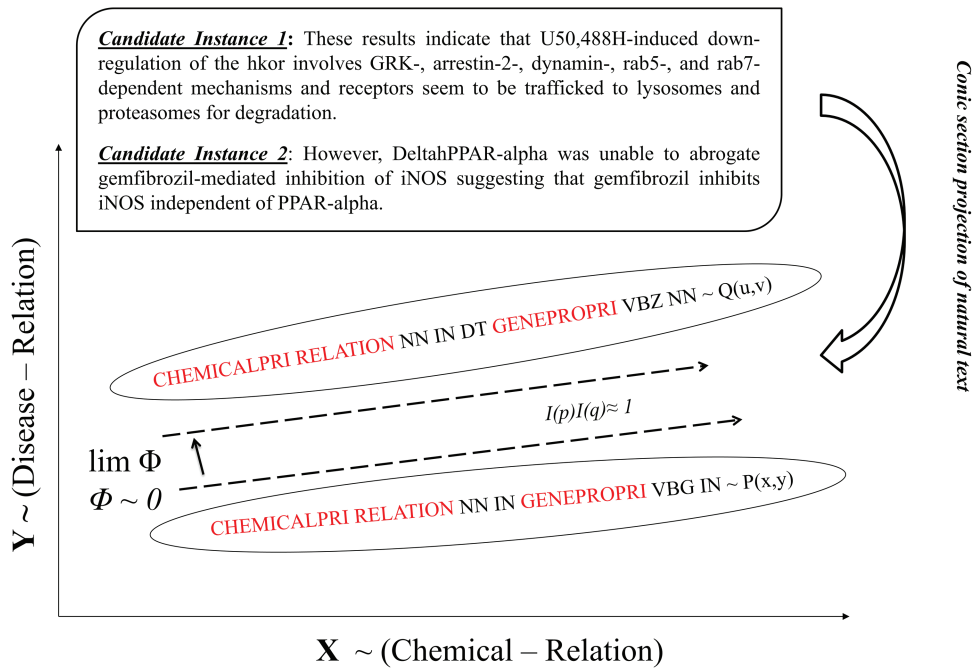 Candidate Instance 1: These results indicate that U50,488H-induced down-
regulation of the hkor involves GRK-, arrestin-2-, dynamin-, rab5-, and rab7-
dependent mechanisms and receptors seem to be trafficked to lysosomes and
proteasomes for degradation.
Candidate Instance 2: However, DeltahPPAR-alpha was unable to abrogate
gemfibrozil-mediated inhibition of iNOS suggesting that gemfibrozil inhibits
iNOS independent of PPAR-alpha.
Conic section projection of natural text
Y ~ (Disease – Relation)
CHEMICALPRI RELATION NN IN DT GENEPROPRI VBZ NN ~ Q(u,v)
I(p)I(q)≈ 1
lim Φ
Φ ~ 0
CHEMICALPRI RELATION NN IN GENEPROPRI VBG IN ~ P(x,y)
X ~ (Chemical – Relation)